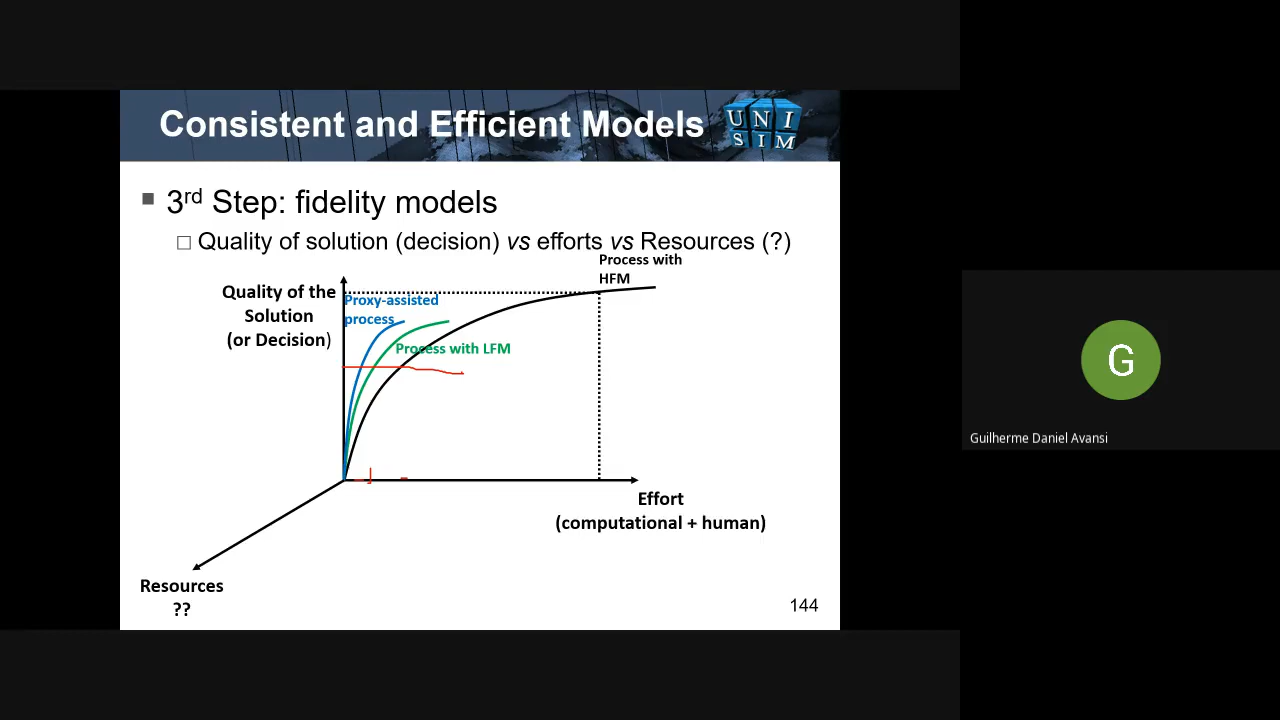 Consistent and Efficient Models
UNI
SIM
3rd Step: fidelity models
Quality of solution (decision) vs efforts vs Resources (?)
Process with
HFM
Quality of the
Solution
(or Decision)
Proxy-assisted
process
Process with LFM
Effort
(computational + human)
Resources
??
144
G
Guilherme Daniel Avansi